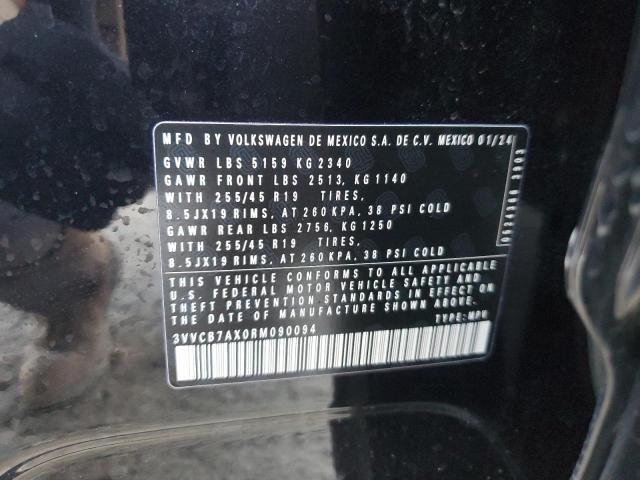 MFD BY VOLKSWAGEN DE MEXICO S.A. DE C.V. MEXICO 01/24
GVWR LBS 5159 KG 2340
GAWR FRONT LBS 2513, KG 1140
WITH 255/45 R19 TIRES,
8.5JX19 RIMS, AT 260 KPA, 38 PSI COLD
GAWR REAR LBS 2756, KG 1250
WITH 255/45 R19 TIRES,
8.5JX19 RIMS, AT 260 KPA, 38 PSI COLD
THIS VEHICLE CONFORMS TO ALL APPLICABLE
U.S. FEDERAL MOTOR VEHICLE SAFETY AND
THEFT PREVENTION STANDARDS IN EFFECT ON
THE DATE OF MANUFACTURE SHOWN ABOVE.
TYPE: MPV
3VVCB7AX0RM090094